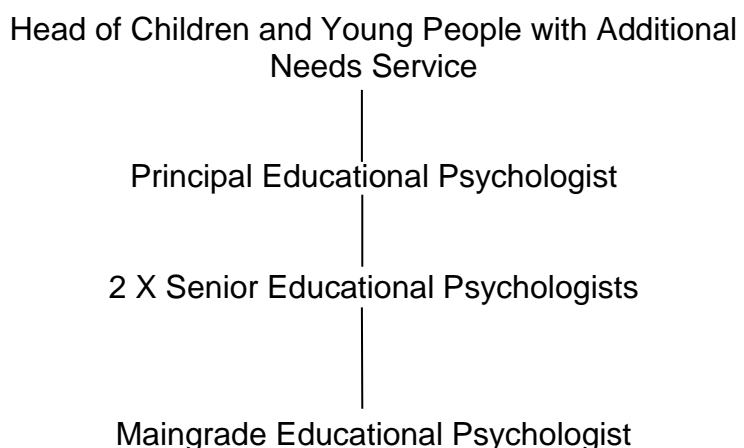 Head of Children and Young People with Additional
Needs Service
Principal Educational Psychologist
2 X Senior Educational Psychologists
Maingrade Educational Psychologist